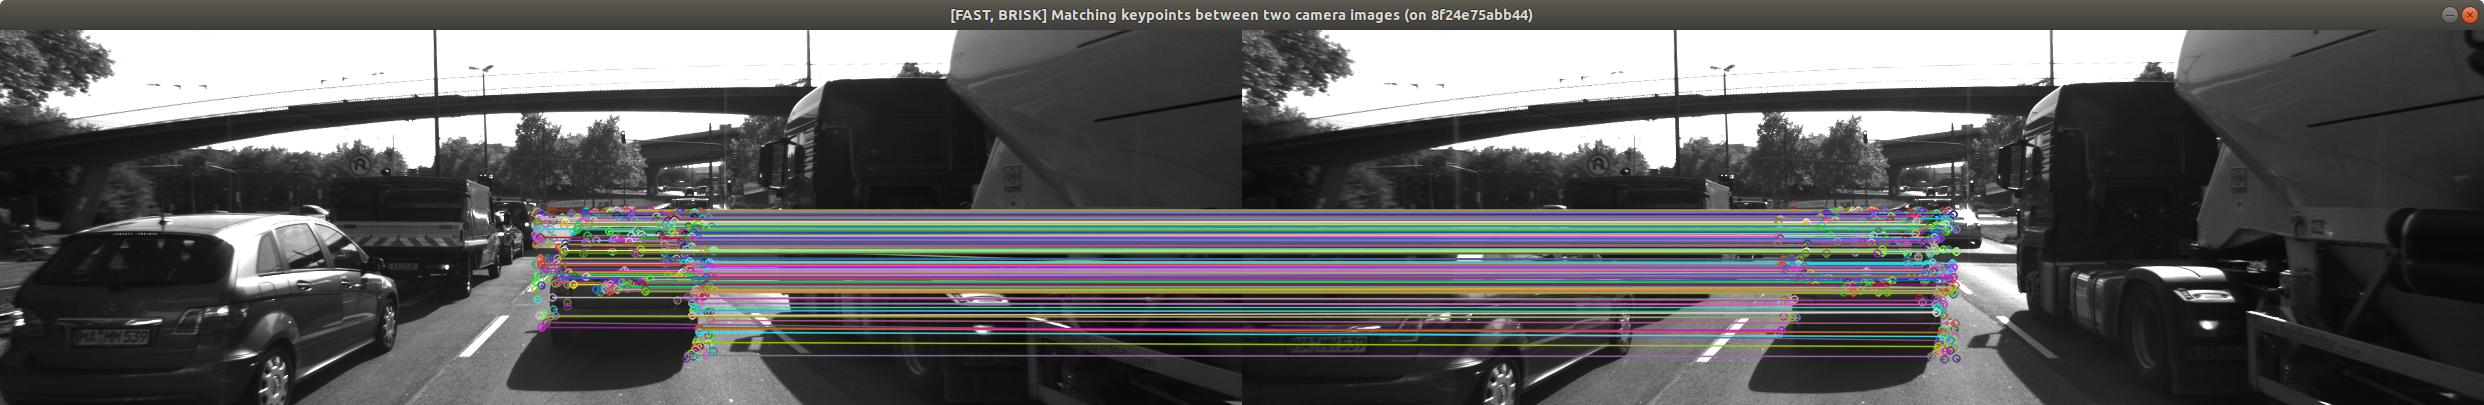 [FAST, BRISK] Matching keypoints between two camera images (on 8f24e75abb44)
MA·MM 539